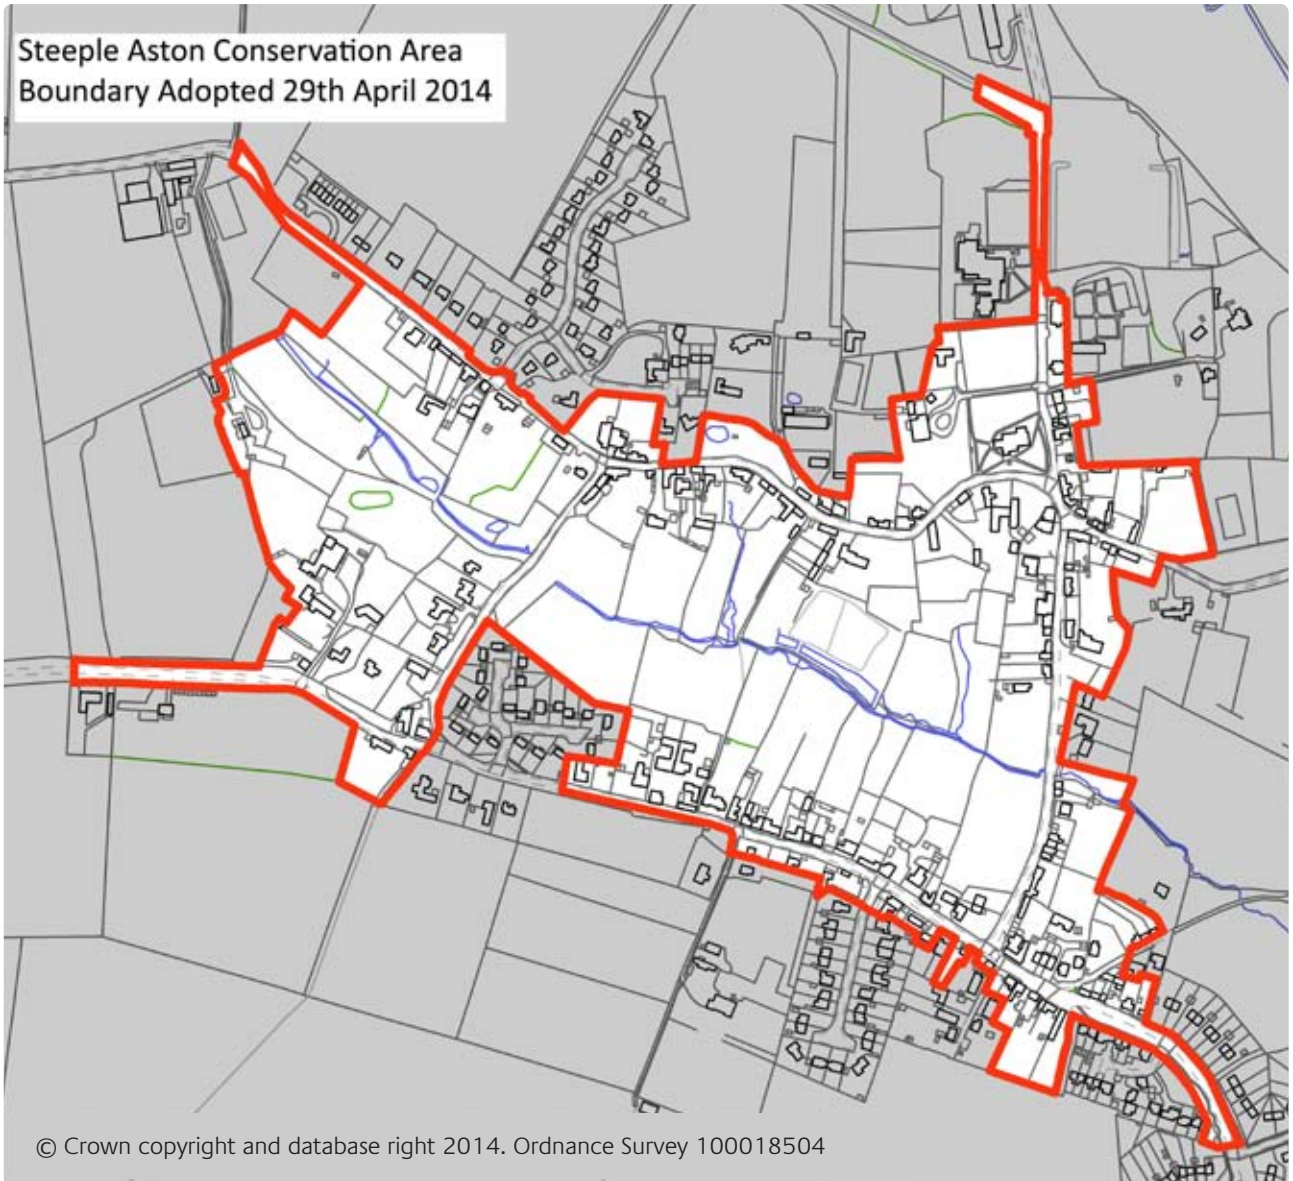 Steeple Aston Conservation Area
Boundary Adopted 29th April 2014
© Crown copyright and database right 2014. Ordnance Survey 100018504